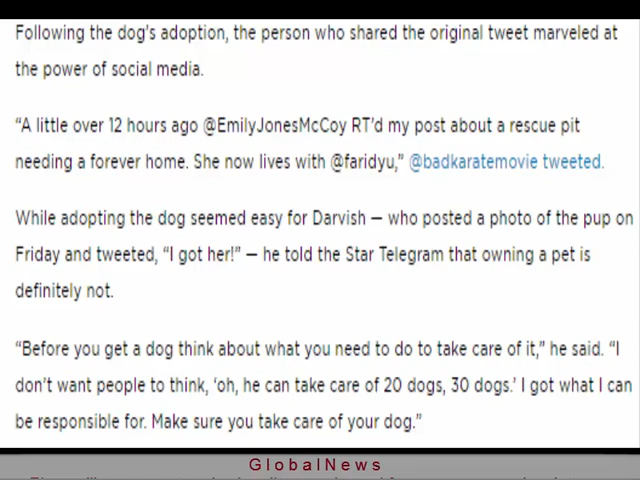 Following the dog's adoption, the person who shared the original tweet marveled at
the power of social media.
“A little over 12 hours ago @EmilyJonesMcCoy RT'd my post about a rescue pit
needing a forever home. She now lives with @faridyu,” @badkaratemovie tweeted.
While adopting the dog seemed easy for Darvish — who posted a photo of the pup on
Friday and tweeted, “I got her!” — he told the Star Telegram that owning a pet is
definitely not.
“Before you get a dog think about what you need to do to take care of it,” he said. “I
don't want people to think, ‘oh, he can take care of 20 dogs, 30 dogs.’ I got what I can
be responsible for. Make sure you take care of your dog.”
GlobalNews